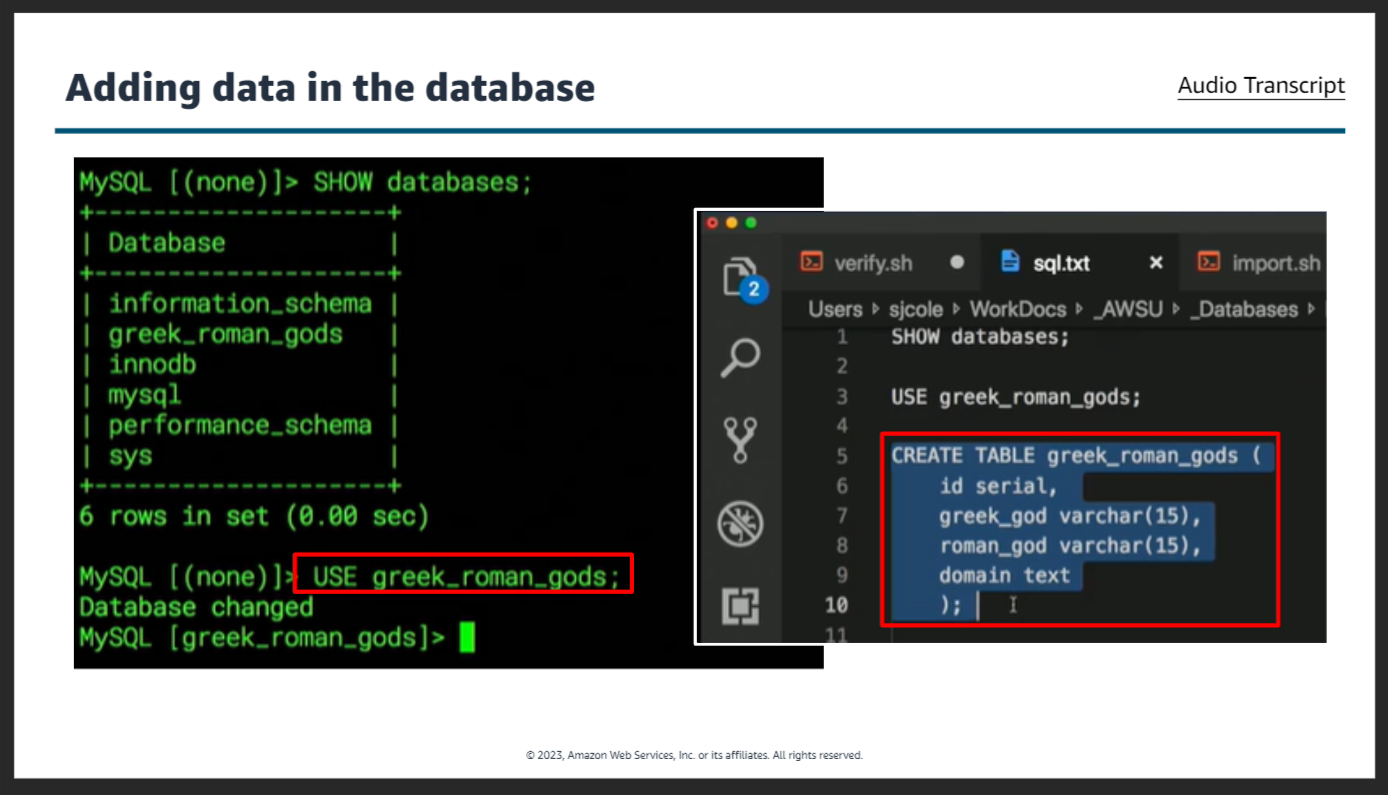 Adding data in the database
Audio Transcript
MySQL [(none)]> SHOW databases;
+--------------------+
| Database           |
+--------------------+
| information_schema |
| greek_roman_gods   |
| innodb             |
| mysql              |
| performance_schema |
| sys                |
+--------------------+
6 rows in set (0.00 sec)
MySQL [(none)]> USE greek_roman_gods;
Database changed
MySQL [greek_roman_gods]>
2
verify.sh
sql.txt
import.sh
Users ▸ sjcole ▸ WorkDocs ▸ _AWSU ▸ _Databases ▸
1 SHOW databases;
2
3 USE greek_roman_gods;
4
5 CREATE TABLE greek_roman_gods (
6 id serial,
7 greek_god varchar(15),
8 roman_god varchar(15),
9 domain text
10 );
11
© 2023, Amazon Web Services, Inc. or its affiliates. All rights reserved.